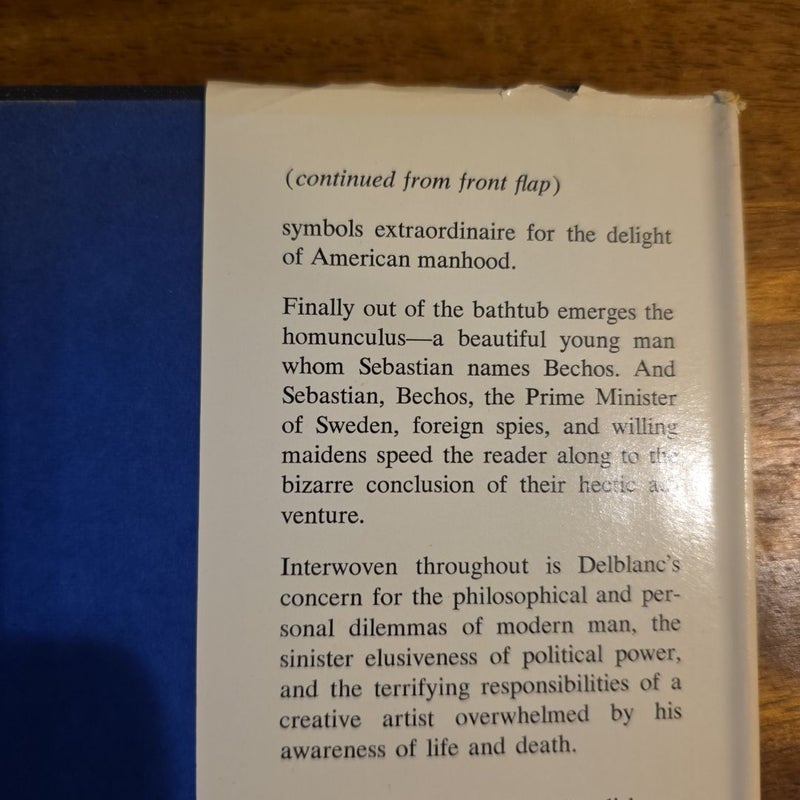 (continued from front flap)
symbols extraordinaire for the delight
of American manhood.
Finally out of the bathtub emerges the
homunculus—a beautiful young man
whom Sebastian names Bechos. And
Sebastian, Bechos, the Prime Minister
of Sweden, foreign spies, and willing
maidens speed the reader along to the
bizarre conclusion of their hectic
venture.
Interwoven throughout is Delblanc's
concern for the philosophical and per-
sonal dilemmas of modern man, the
sinister elusiveness of political power,
and the terrifying responsibilities of a
creative artist overwhelmed by his
awareness of life and death.